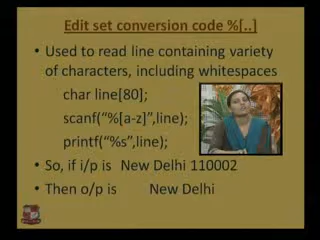 Edit set conversion code %[..]
• Used to read line containing variety
of characters, including whitespaces
char line[80];
scanf(“%[a-z]”,line);
printf(“%s”,line);
• So, if i/p is New Delhi 110002
• Then o/p is New Delhi